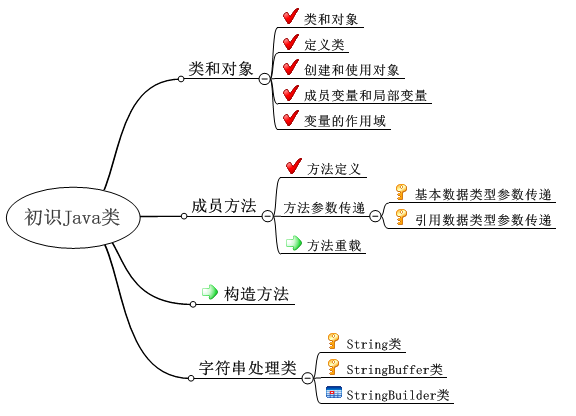 初识Java类
类和对象
类和对象
定义类
创建和使用对象
成员变量和局部变量
变量的作用域
成员方法
方法定义
方法参数传递
基本数据类型参数传递
引用数据类型参数传递
方法重载
构造方法
字符串处理类
String类
StringBuffer类
StringBuilder类